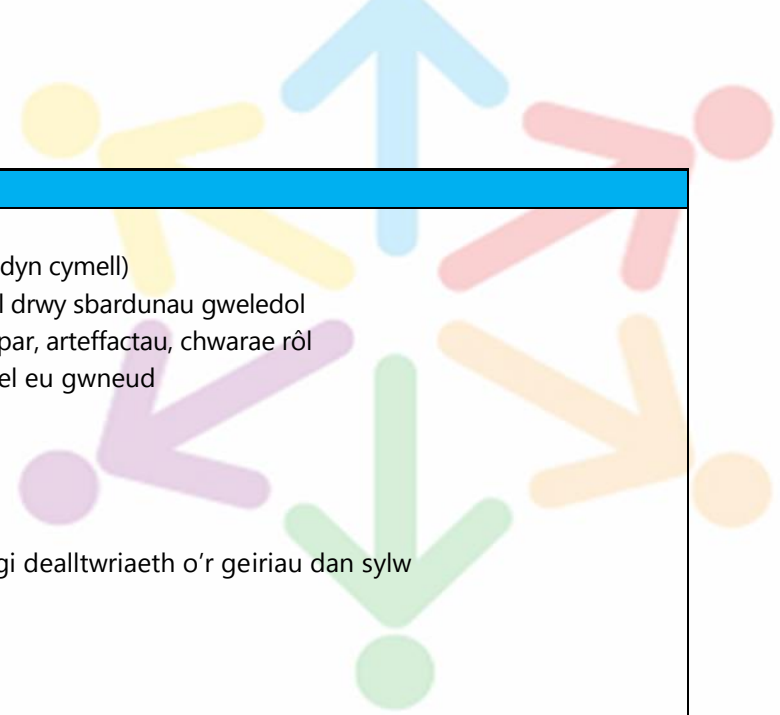 dyn cymell)
l drwy sbardunau gweledol
par, arteffactau, chwarae rôl
el eu gwneud
gi dealltwriaeth o'r geiriau dan sylw